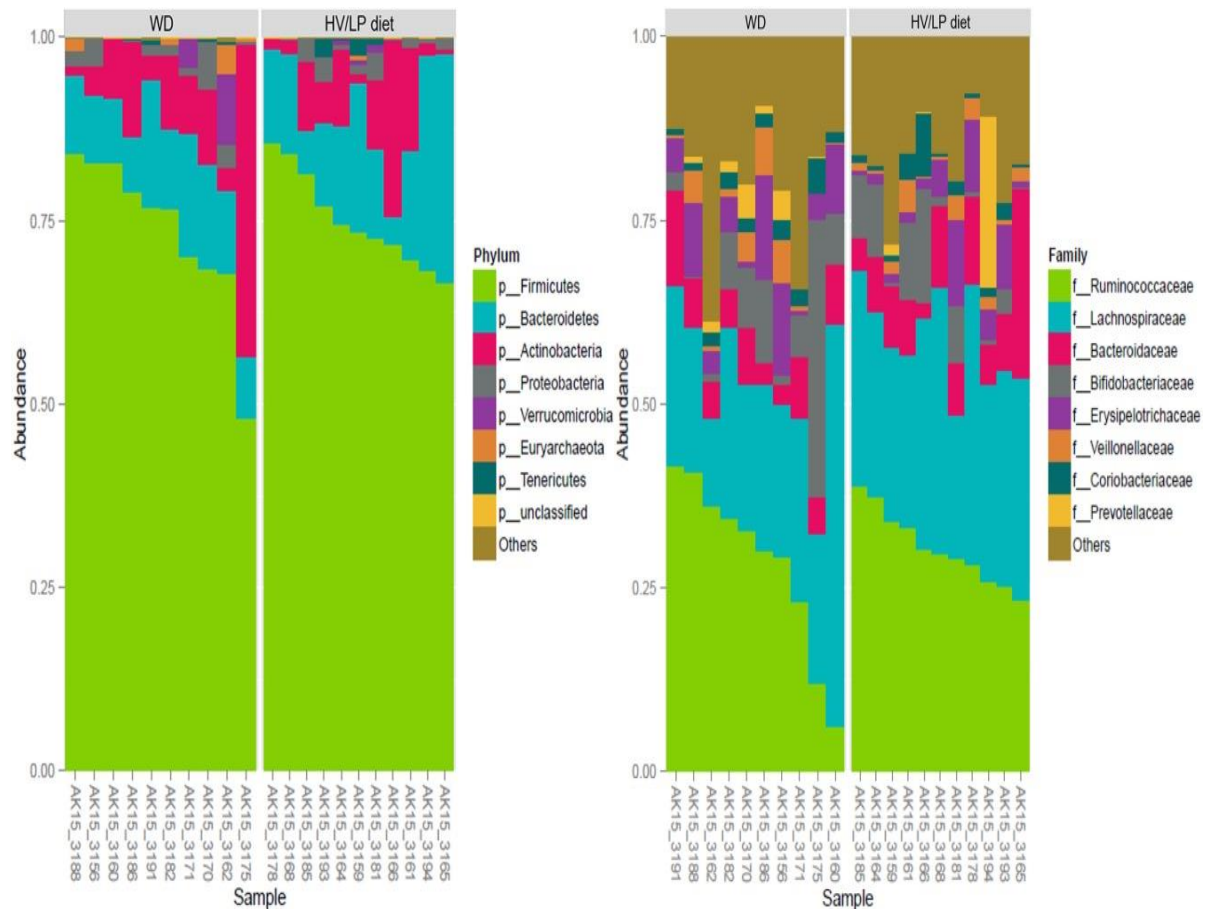 WD
HV/LP diet
1.00
0.75
0.50
0.25
0.00
Abundance
AK15_3188
AK15_3156
AK15_3160
AK15_3186
AK15_3191
AK15_3182
AK15_3171
AK15_3170
AK15_3162
AK15_3175
AK15_3178
AK15_3168
AK15_3185
AK15_3193
AK15_3164
AK15_3159
AK15_3181
AK15_3166
AK15_3161
AK15_3194
AK15_3165
Sample
Phylum
p__Firmicutes
p__Bacteroidetes
p__Actinobacteria
p__Proteobacteria
p__Verrucomicrobia
p__Euryarchaeota
p__Tenericutes
p__unclassified
Others
WD
HV/LP diet
1.00
0.75
0.50
0.25
0.00
Abundance
AK15_3191
AK15_3188
AK15_3162
AK15_3182
AK15_3170
AK15_3186
AK15_3156
AK15_3171
AK15_3175
AK15_3160
AK15_3185
AK15_3164
AK15_3159
AK15_3161
AK15_3166
AK15_3168
AK15_3181
AK15_3178
AK15_3194
AK15_3193
AK15_3165
Sample
Family
f__Ruminococcaceae
f__Lachnospiraceae
f__Bacteroidaceae
f__Bifidobacteriaceae
f__Erysipelotrichaceae
f__Veillonellaceae
f__Coriobacteriaceae
f__Prevotellaceae
Others